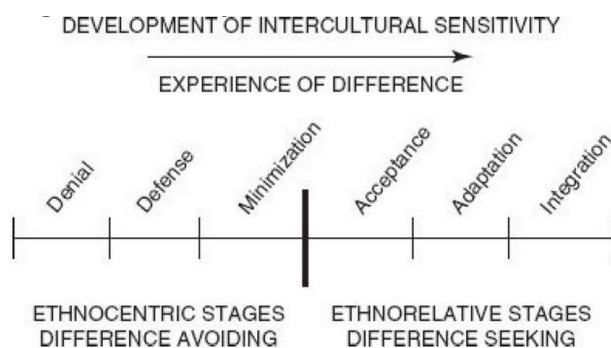 DEVELOPMENT OF INTERCULTURAL SENSITIVITY
EXPERIENCE OF DIFFERENCE
Denial
Defense
Minimization
Acceptance
Adaptation
Integration
ETHNOCENTRIC STAGES
DIFFERENCE AVOIDING
ETHNORELATIVE STAGES
DIFFERENCE SEEKING